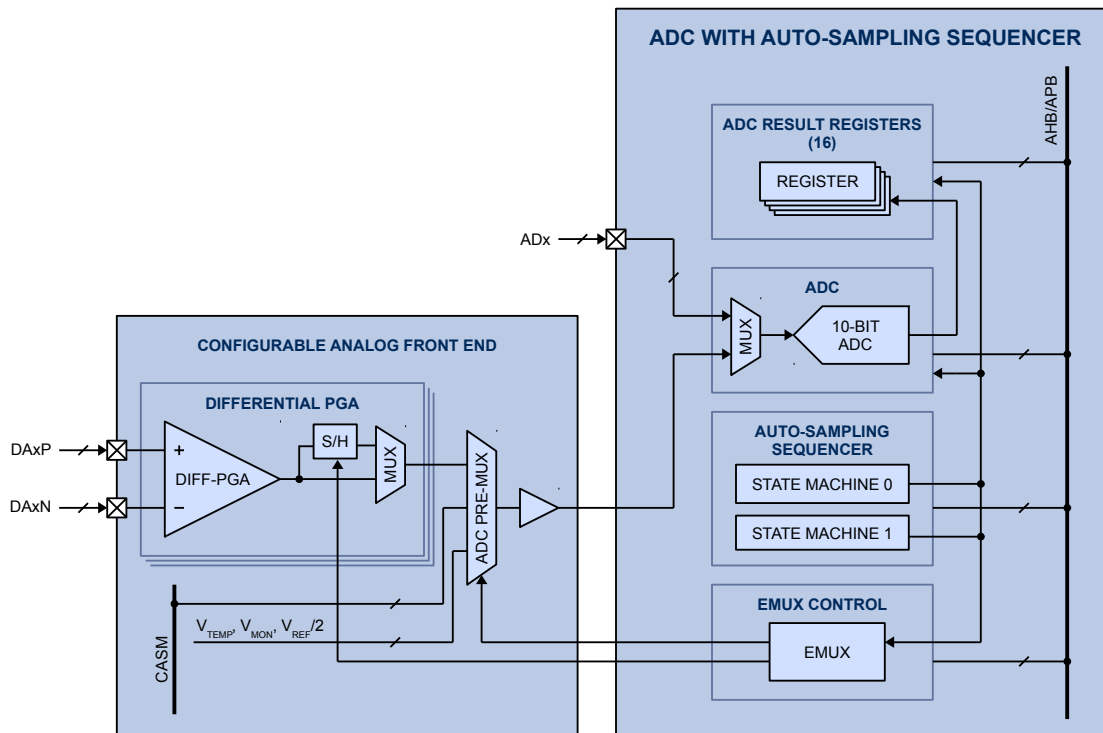 ADC WITH AUTO-SAMPLING SEQUENCER
AHB/APB
ADC RESULT REGISTERS
(16)
REGISTER
ADx
ADC
MUX
10-BIT
ADC
CONFIGURABLE ANALOG FRONT END
DIFFERENTIAL PGA
DAxP
+
DIFF-PGA
S/H
MUX
ADC PRE-MUX
DAxN
−
AUTO-SAMPLING
SEQUENCER
STATE MACHINE 0
STATE MACHINE 1
CASM
VTEMP, VMON, VREF/2
EMUX CONTROL
EMUX